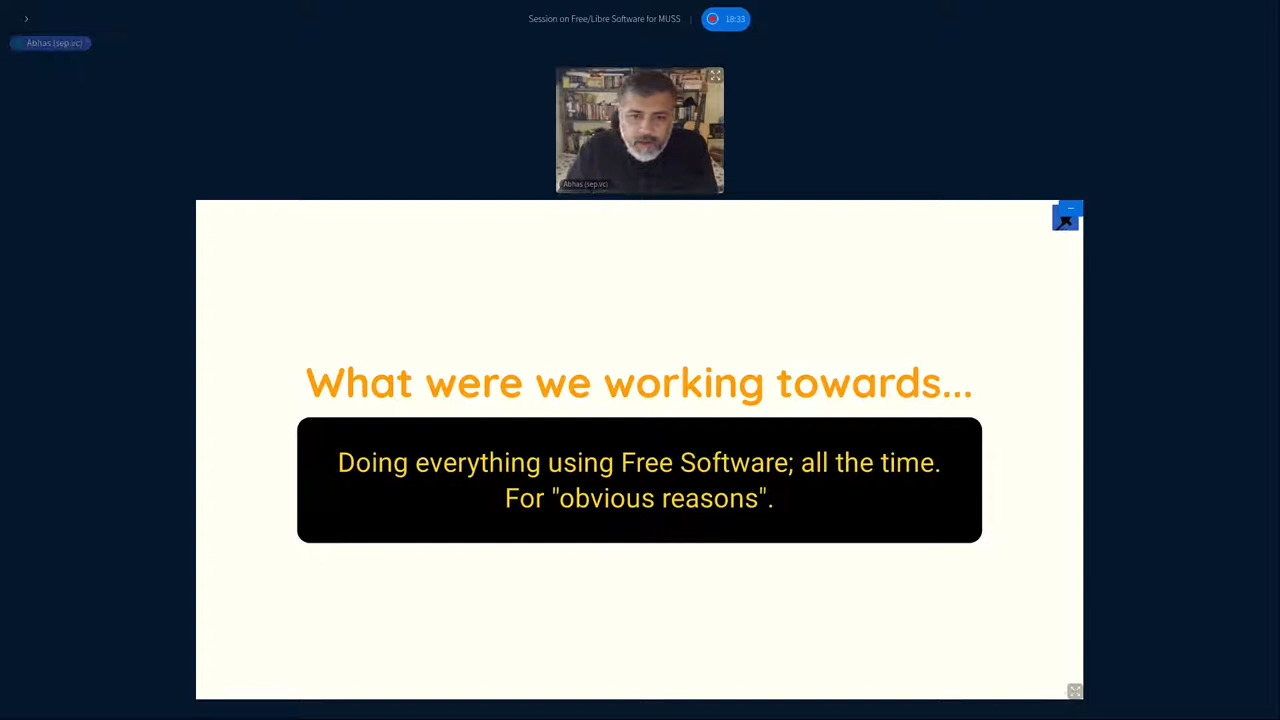 Session on Free/Libre Software for MUSS
18:33
Abhas (sep.vc)
Abhas (sep.vc)
What were we working towards...
Doing everything using Free Software; all the time.
For "obvious reasons".